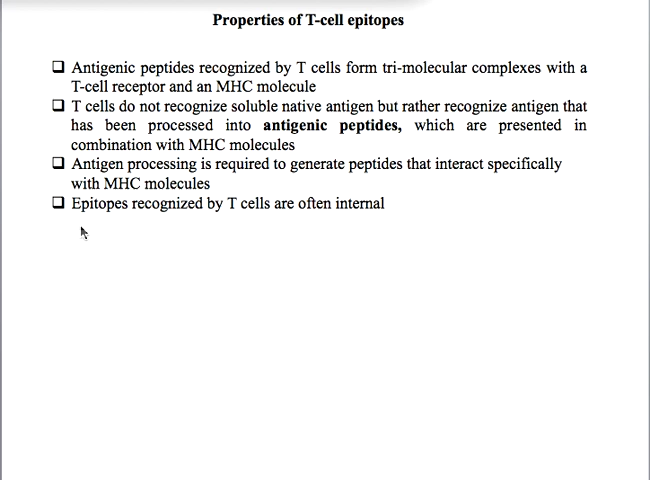 Properties of T-cell epitopes
❑ Antigenic peptides recognized by T cells form tri-molecular complexes with a
T-cell receptor and an MHC molecule
❑ T cells do not recognize soluble native antigen but rather recognize antigen that
has been processed into antigenic peptides, which are presented in
combination with MHC molecules
❑ Antigen processing is required to generate peptides that interact specifically
with MHC molecules
❑ Epitopes recognized by T cells are often internal